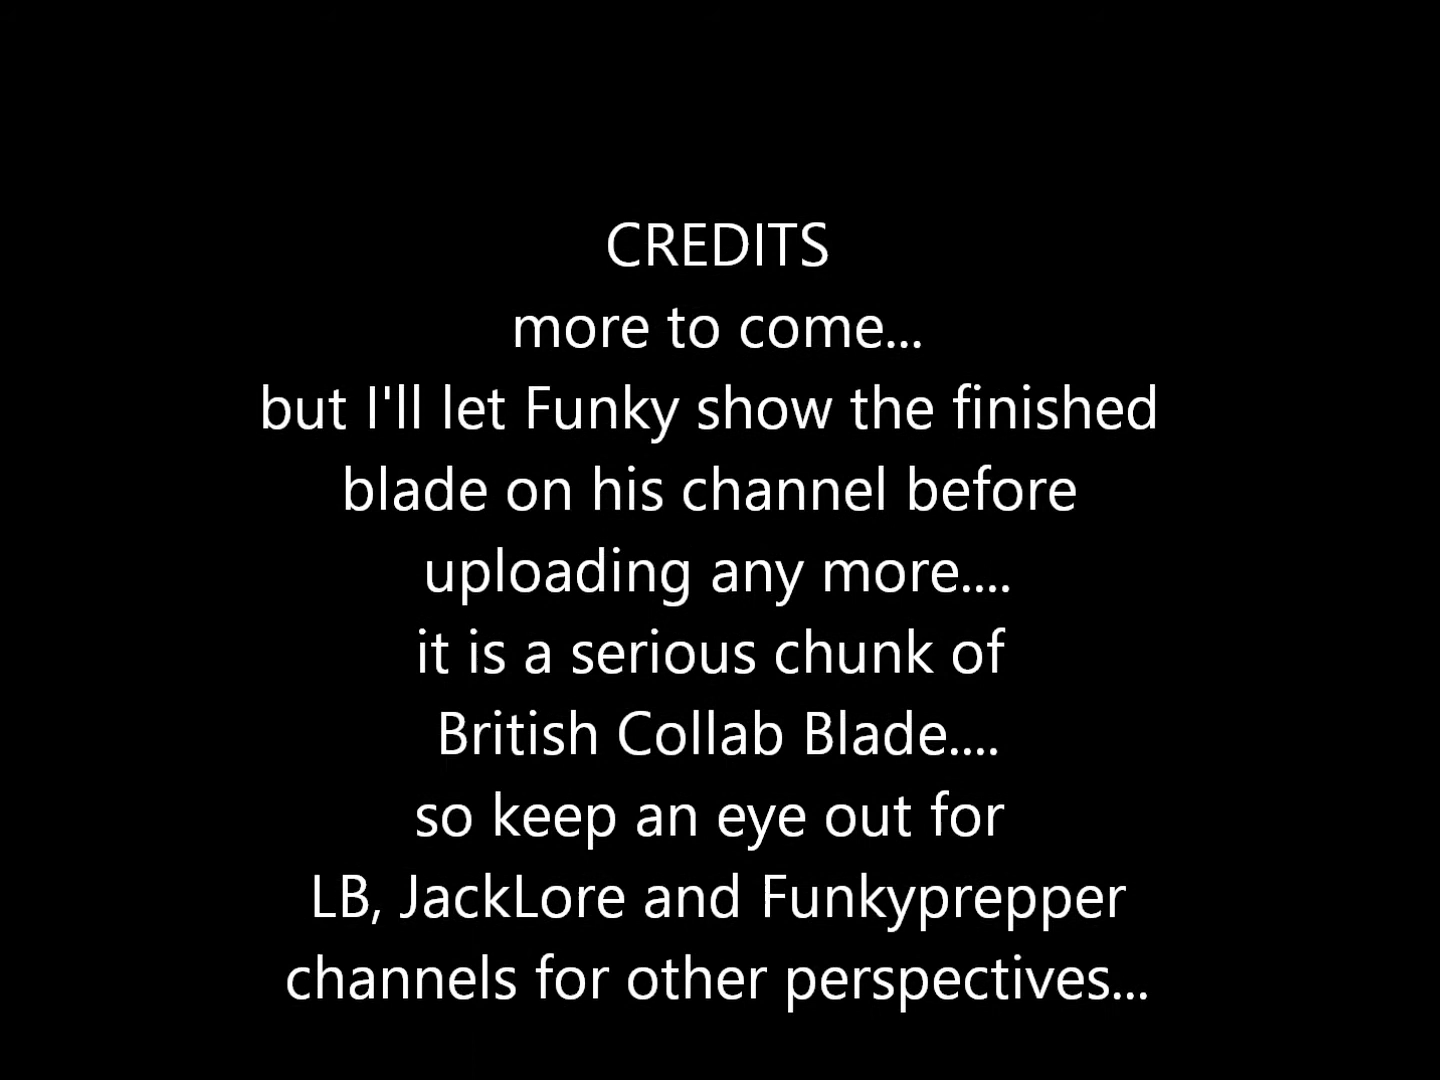 CREDITS
more to come...
but I'll let Funky show the finished
blade on his channel before
uploading any more....
it is a serious chunk of
British Collab Blade....
so keep an eye out for
LB, JackLore and Funkyprepper
channels for other perspectives...